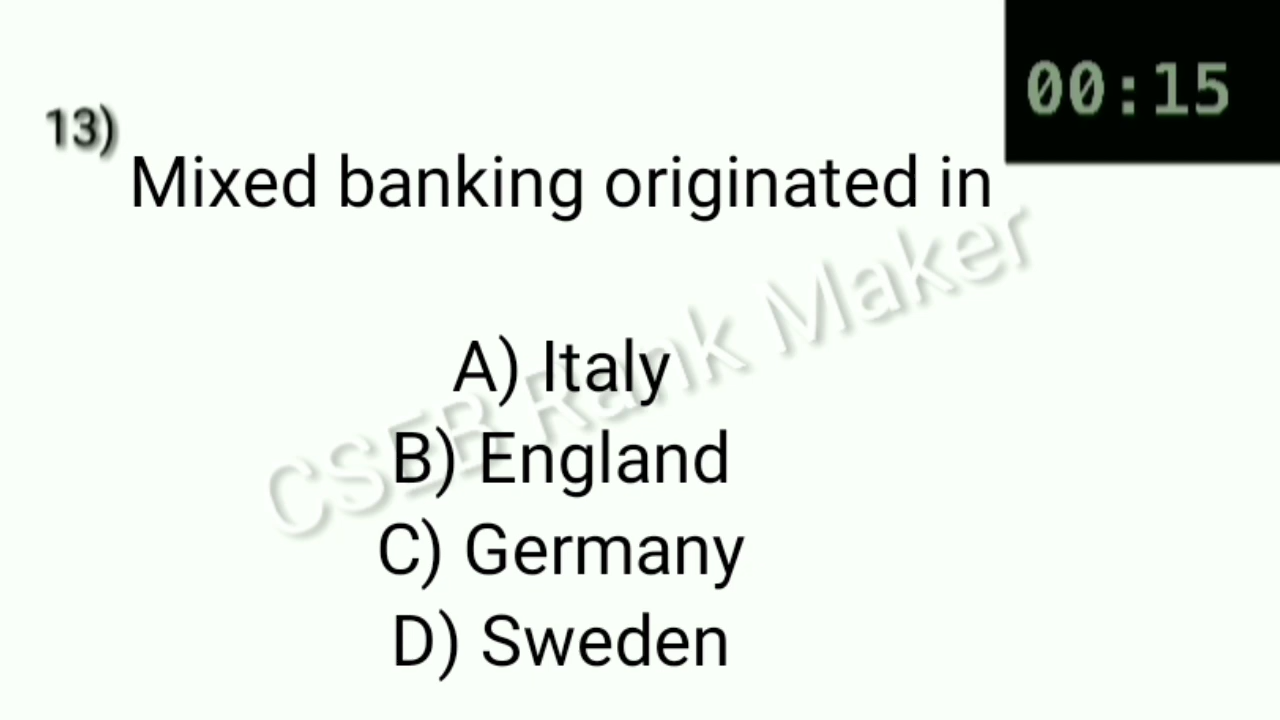 00:15
13)
Mixed banking originated in
CSEB Rank Maker
A) Italy
B) England
C) Germany
D) Sweden